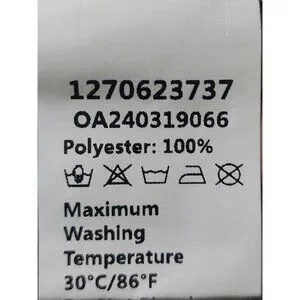 1270623737
OA240319066
Polyester: 100%
Maximum
Washing
Temperature
30°C/86°F